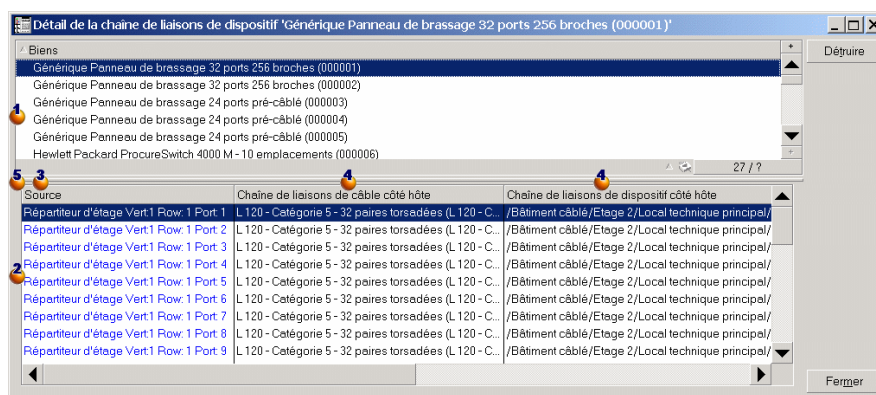 Détail de la chaîne de liaisons de dispositif 'Générique Panneau de brassage 32 ports 256 broches (000001)'
Biens
+
Détruire
Générique Panneau de brassage 32 ports 256 broches (000001)
Générique Panneau de brassage 32 ports 256 broches (000002)
Générique Panneau de brassage 24 ports pré-câblé (000003)
1
Générique Panneau de brassage 24 ports pré-câblé (000004)
Générique Panneau de brassage 24 ports pré-câblé (000005)
Hewlett Packard ProcureSwitch 4000 M - 10 emplacements (000006)
+
27 / ?
5 3 4 4
Source Chaîne de liaisons de câble côté hôte Chaîne de liaisons de dispositif côté hôte
Répartiteur d'étage Vert:1 Row: 1 Port: 1 L 120 - Catégorie 5 - 32 paires torsadées (L 120 - C... /Bâtiment câblé/Etage 2/Local technique principal/
Répartiteur d'étage Vert:1 Row: 1 Port: 2 L 120 - Catégorie 5 - 32 paires torsadées (L 120 - C... /Bâtiment câblé/Etage 2/Local technique principal/
Répartiteur d'étage Vert:1 Row: 1 Port: 3 L 120 - Catégorie 5 - 32 paires torsadées (L 120 - C... /Bâtiment câblé/Etage 2/Local technique principal/
Répartiteur d'étage Vert:1 Row: 1 Port: 4 L 120 - Catégorie 5 - 32 paires torsadées (L 120 - C... /Bâtiment câblé/Etage 2/Local technique principal/
2
Répartiteur d'étage Vert:1 Row: 1 Port: 5 L 120 - Catégorie 5 - 32 paires torsadées (L 120 - C... /Bâtiment câblé/Etage 2/Local technique principal/
Répartiteur d'étage Vert:1 Row: 1 Port: 6 L 120 - Catégorie 5 - 32 paires torsadées (L 120 - C... /Bâtiment câblé/Etage 2/Local technique principal/
Répartiteur d'étage Vert:1 Row: 1 Port: 7 L 120 - Catégorie 5 - 32 paires torsadées (L 120 - C... /Bâtiment câblé/Etage 2/Local technique principal/
Répartiteur d'étage Vert:1 Row: 1 Port: 8 L 120 - Catégorie 5 - 32 paires torsadées (L 120 - C... /Bâtiment câblé/Etage 2/Local technique principal/
Répartiteur d'étage Vert:1 Row: 1 Port: 9 L 120 - Catégorie 5 - 32 paires torsadées (L 120 - C... /Bâtiment câblé/Etage 2/Local technique principal/
Fermer